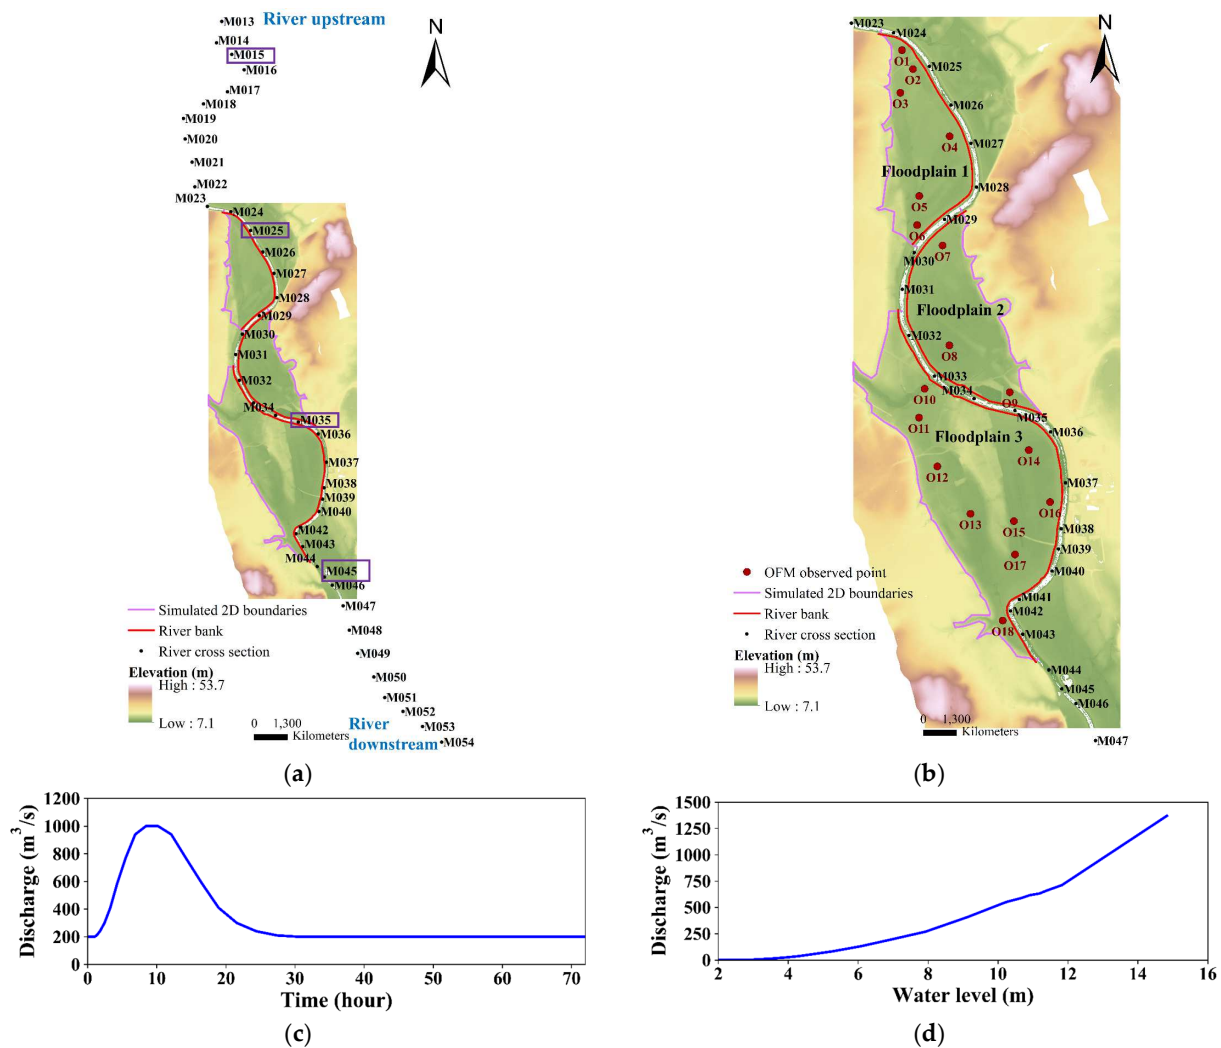 M013
River upstream
M014
M015
M016
M017
M018
M019
M020
M021
M022
M023
M024
M025
M026
M027
M028
M029
M030
M031
M032
M034
M035
M036
M037
M038
M039
M040
M042
M043
M044
M045
M046
M047
M048
M049
M050
M051
M052
M053
M054
River
downstream
N
Simulated 2D boundaries
River bank
River cross section
Elevation (m)
High : 53.7
Low : 7.1
0 1,300
Kilometers
(a)
M023
M024
O1
M025
O2
O3
M026
O4
M027
Floodplain 1
M028
O5
M029
O6
O7
M030
M031
Floodplain 2
M032
O8
M033
O10
M034
O9
M035
O11
Floodplain 3
M036
O14
O12
M037
O16
O13
O15
M038
M039
O17
M040
M041
M042
O18
M043
M044
M045
M046
M047
N
OFM observed point
Simulated 2D boundaries
River bank
River cross section
Elevation (m)
High : 53.7
Low : 7.1
0 1,300
Kilometers
(b)
Discharge (m³/s)
1200
1000
800
600
400
200
0
0 10 20 30 40 50 60 70
Time (hour)
(c)
Discharge (m³/s)
1500
1250
1000
750
500
250
0
2 4 6 8 10 12 14 16
Water level (m)
(d)